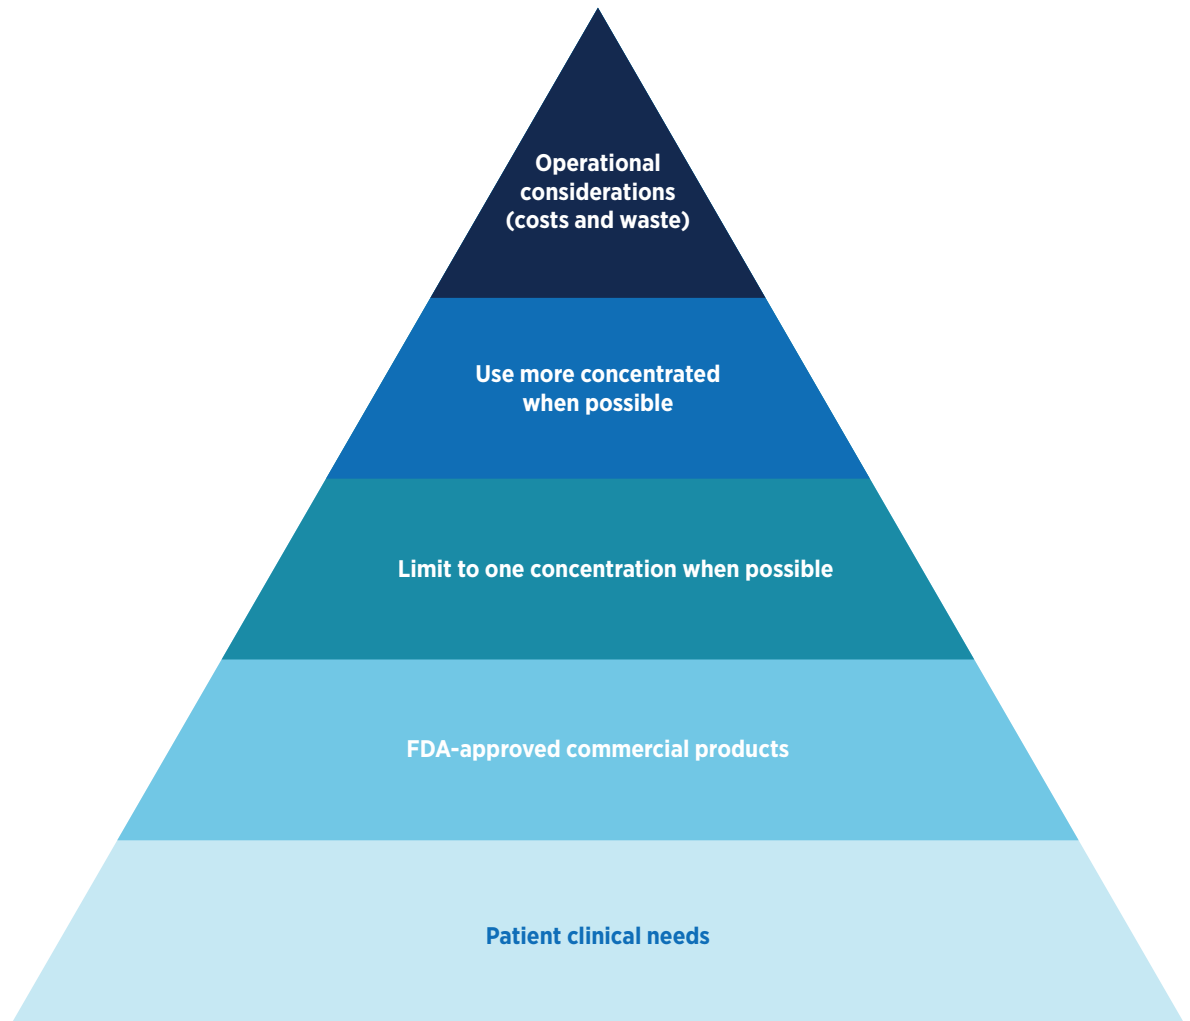 Operational
considerations
(costs and waste)
Use more concentrated
when possible
Limit to one concentration when possible
FDA-approved commercial products
Patient clinical needs